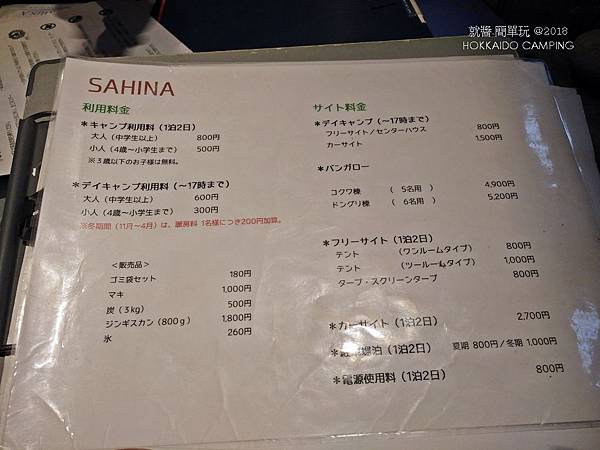 就醬 簡單玩 @2018
HOKKAIDO CAMPING
SAHINA
利用料金
＊キャンプ利用料（1泊2日）
大人（中学生以上） 800円
小人（4歳～小学生まで） 500円
※３歳以下のお子様は無料。
＊デイキャンプ利用料（～17時まで）
大人（中学生以上） 600円
小人（4歳～小学生まで） 300円
※冬期間（11月～4月）は、暖房料 1名様につき200円加算。
＜販売品＞
ゴミ袋セット 180円
マキ 1,000円
炭（３kg） 500円
ジンギスカン（800ｇ） 1,800円
氷 260円
サイト料金
＊デイキャンプ（～17時まで）
フリーサイト／センターハウス 800円
カーサイト 1,500円
＊バンガロー
コクワ棟 （ 5名用 ） 4,900円
ドングリ棟 （ 6名用 ） 5,200円
＊フリーサイト（1泊2日）
テント （ワンルームタイプ） 800円
テント （ツールームタイプ） 1,000円
タープ・スクリーンタープ 800円
＊カーサイト（1泊2日） 2,700円
泊（1泊2日） 夏期 800円／冬期 1,000円
＊電源使用料（1泊2日） 800円